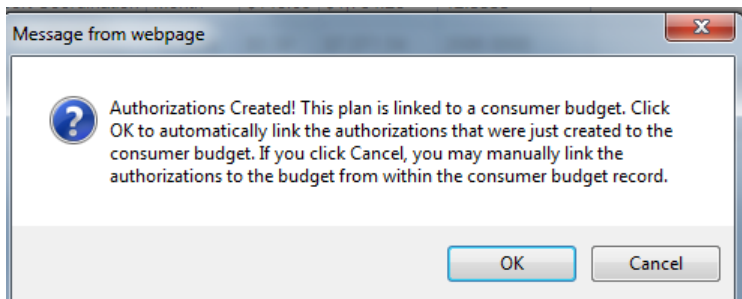 Message from webpage
Authorizations Created! This plan is linked to a consumer budget. Click
OK to automatically link the authorizations that were just created to the
consumer budget. If you click Cancel, you may manually link the
authorizations to the budget from within the consumer budget record.
OK Cancel